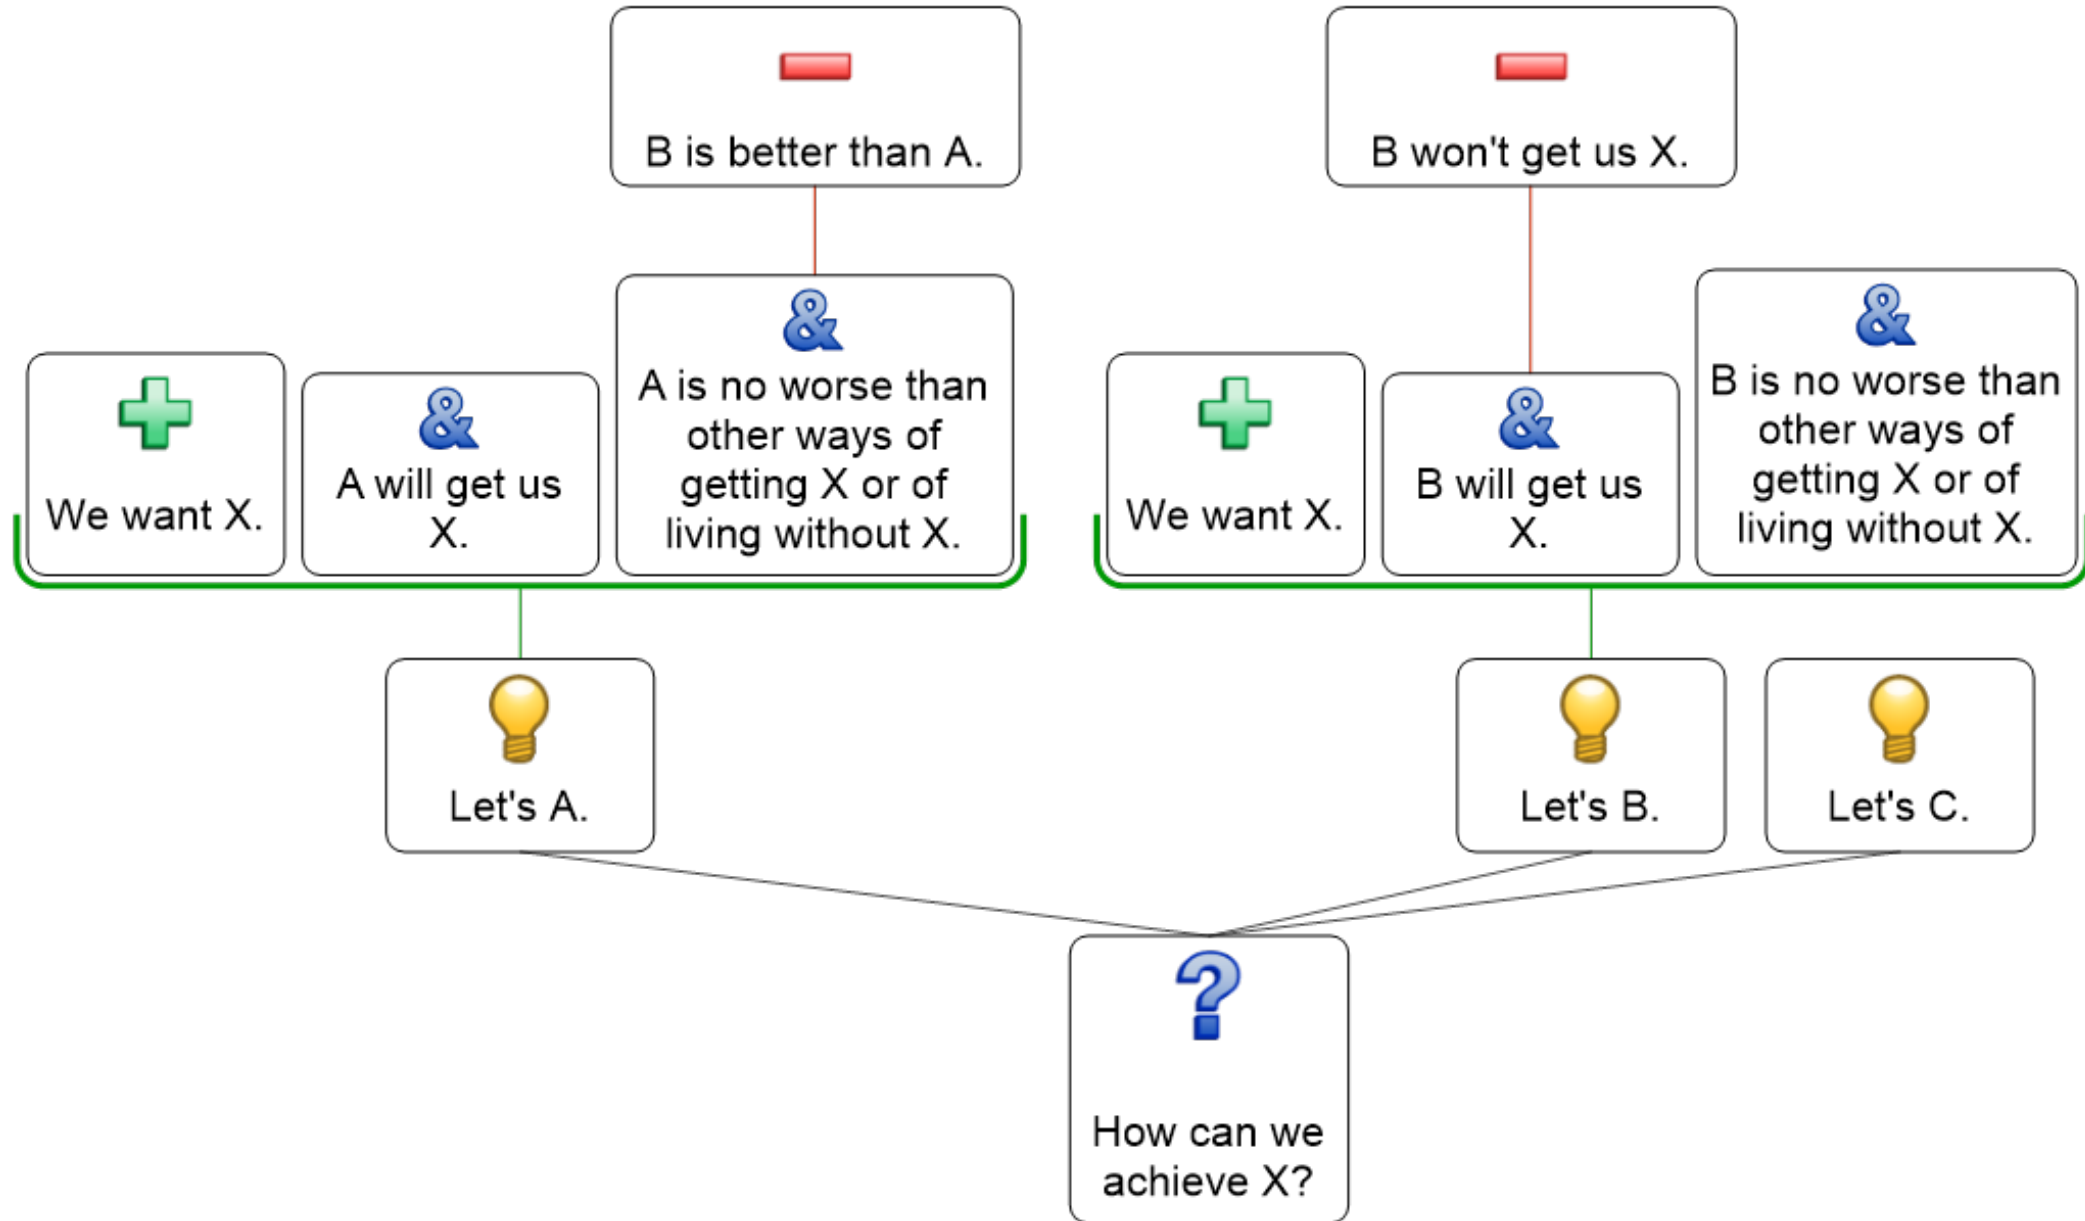 B is better than A.
B won't get us X.
We want X.
A will get us
X.
A is no worse than
other ways of
getting X or of
living without X.
We want X.
B will get us
X.
B is no worse than
other ways of
getting X or of
living without X.
Let's A.
Let's B.
Let's C.
How can we
achieve X?